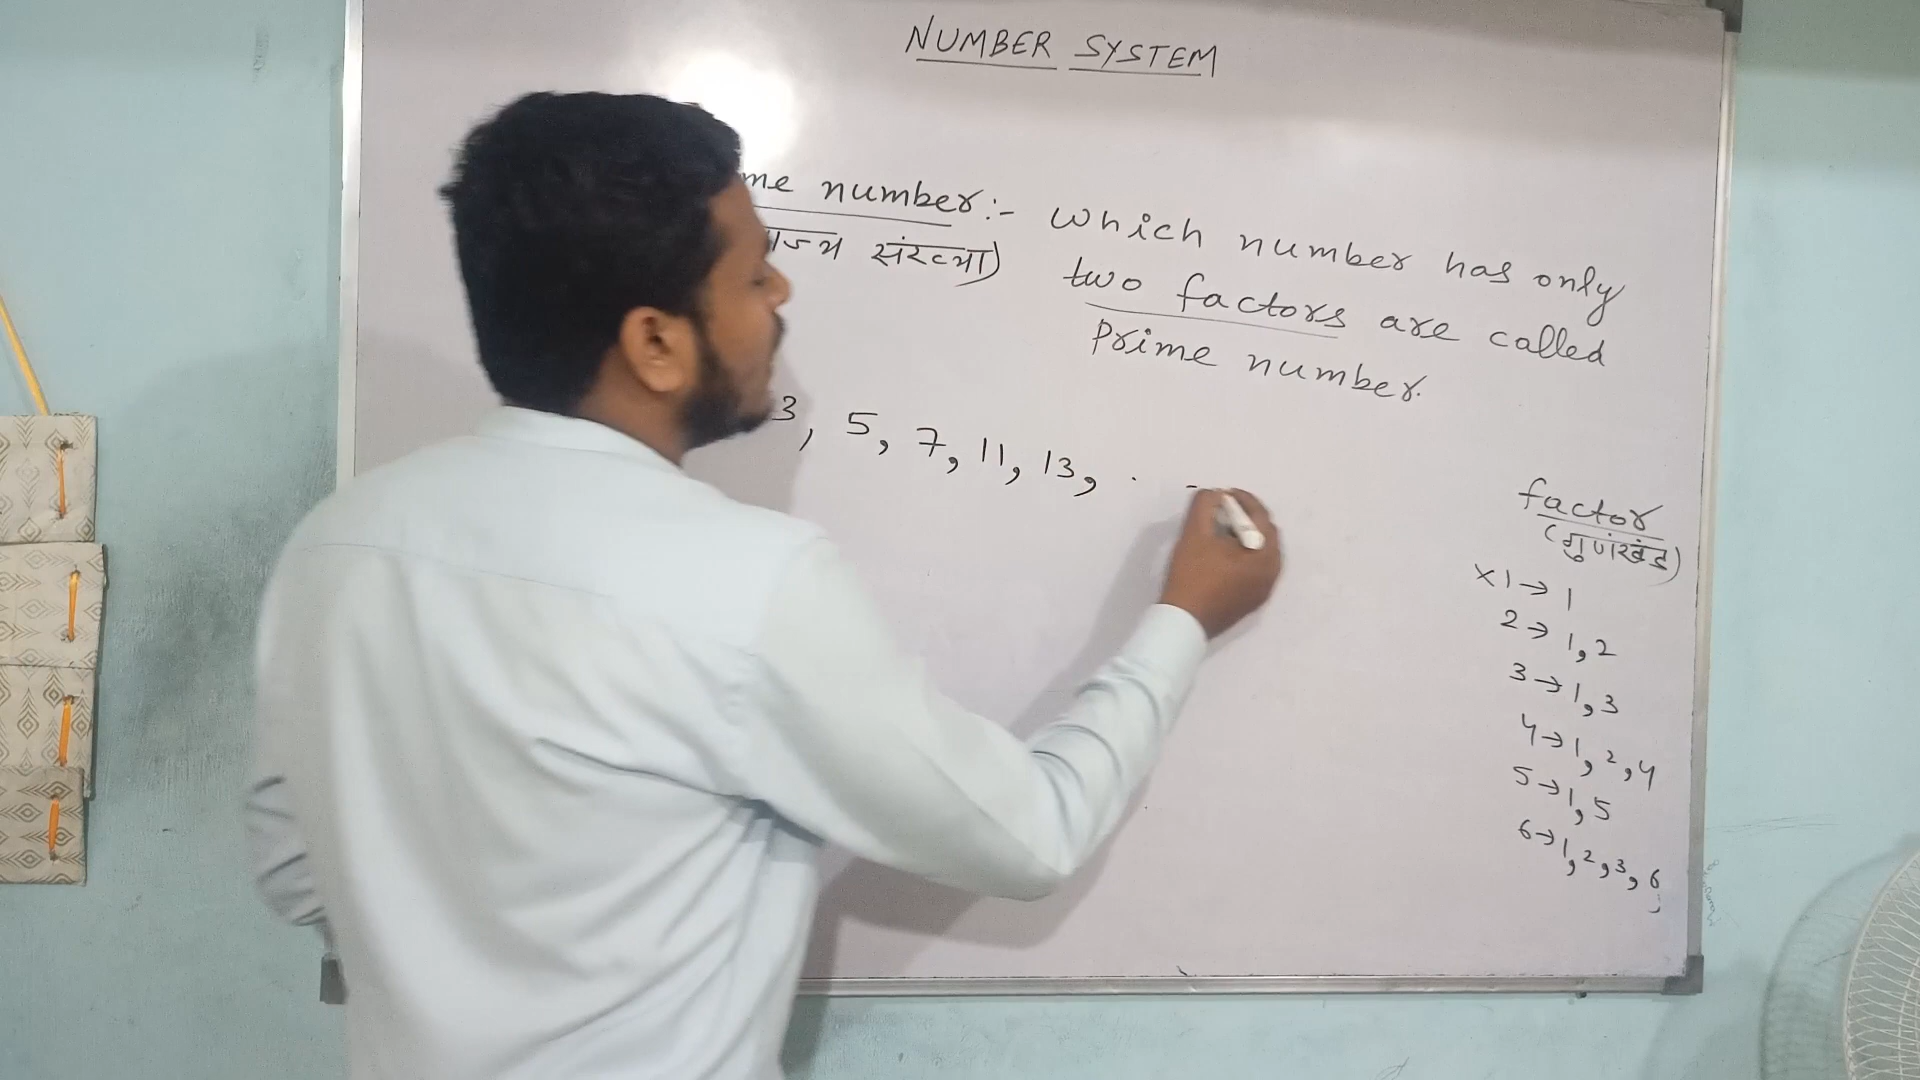 NUMBER SYSTEM
me number:- which number has only
ाज्य संख्या) two factors are called
Prime number.
3, 5, 7, 11, 13, . -
factor
(गुणंखंड)
×1→ 1
2→ 1,2
3→ 1,3
4→ 1,2,4
5→ 1,5
6→ 1,2,3,6